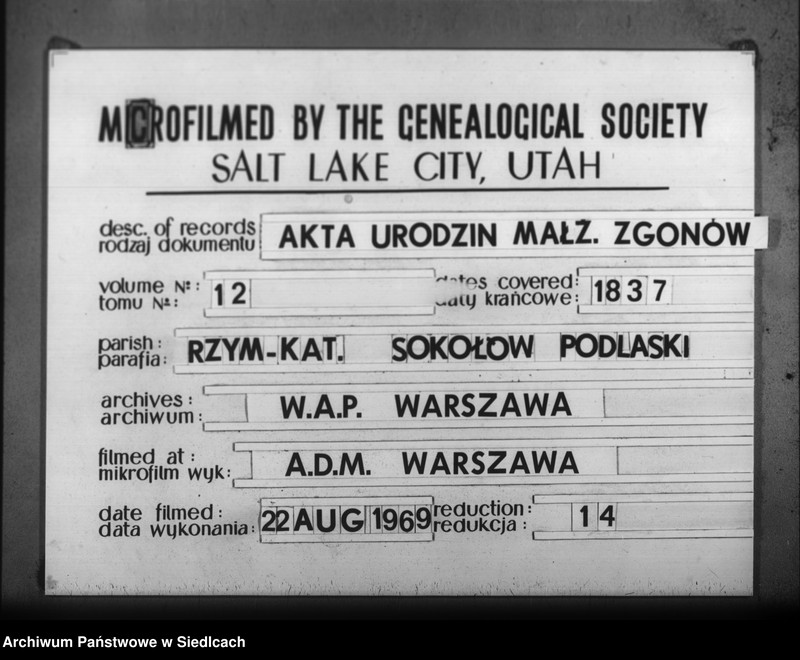 MICROFILMED BY THE GENEALOGICAL SOCIETY
SALT LAKE CITY, UTAH
desc. of records
rodzaj dokumentu
AKTA URODZIN MAŁŻ. ZGONÓW
volume Nº:
tomu Nº:
12
dates covered:
daty krańcowe:
1837
parish:
parafia:
RZYM-KAT. SOKOŁÓW PODLASKI
archives:
archiwum:
W.A.P. WARSZAWA
filmed at:
mikrofilm wyk:
A.D.M. WARSZAWA
date filmed:
data wykonania:
22 AUG 1969
reduction:
redukcja:
14
Archiwum Państwowe w Siedlcach